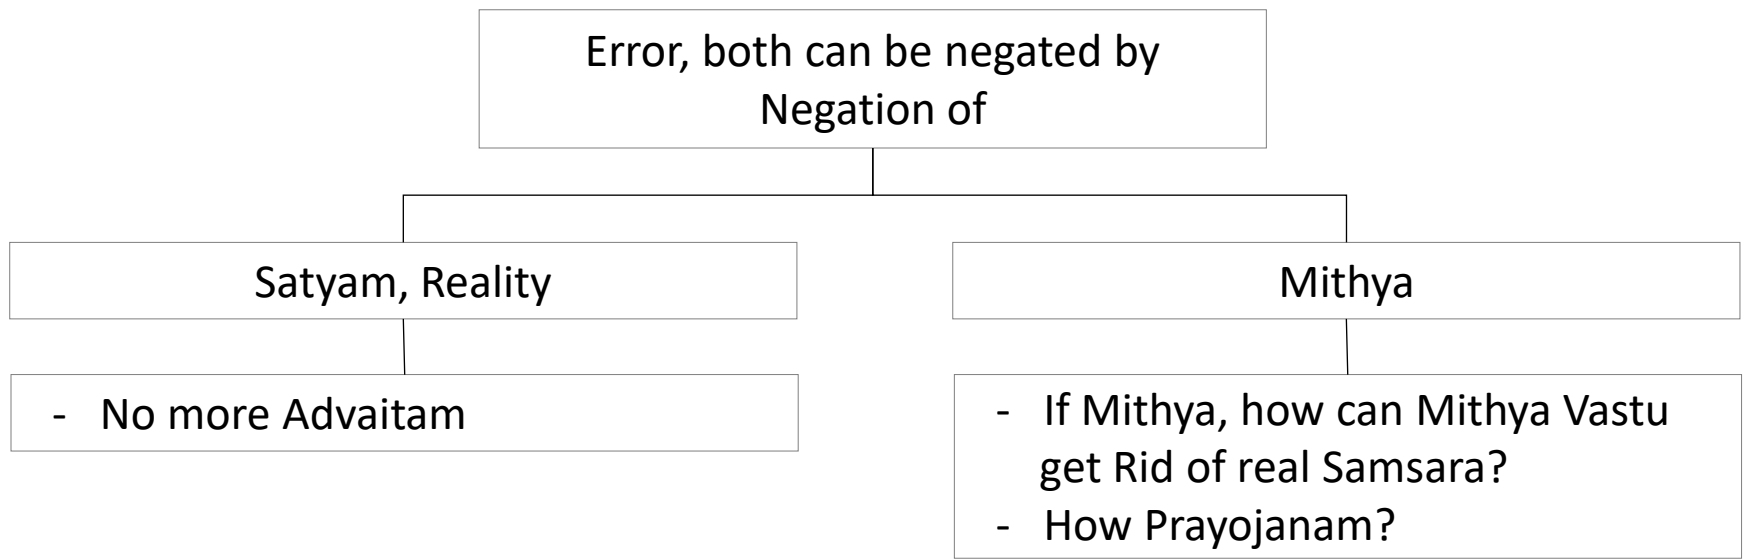 Error, both can be negated by
Negation of
Satyam, Reality
Mithya
- No more Advaitam
- If Mithya, how can Mithya Vastu
get Rid of real Samsara?
- How Prayojanam?